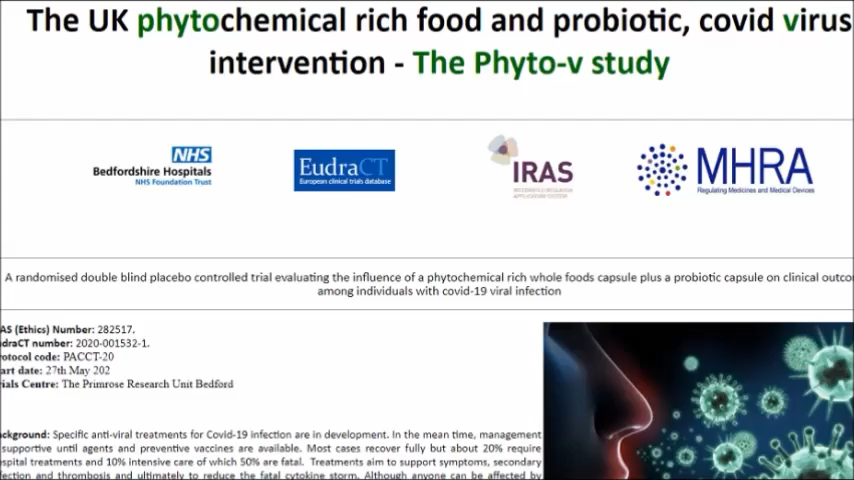 The UK phytochemical rich food and probiotic, covid virus
intervention - The Phyto-v study
NHS
Bedfordshire Hospitals
NHS Foundation Trust
EudraCT
European clinical trials database
IRAS
MHRA
Regulating Medicines and Medical Devices
A randomised double blind placebo controlled trial evaluating the influence of a phytochemical rich whole foods capsule plus a probiotic capsule on clinical outco
among individuals with covid-19 viral infection
AS (Ethics) Number: 282517.
draCT number: 2020-001532-1.
otocol code: PACCT-20
art date: 27th May 202
ials Centre: The Primrose Research Unit Bedford
ckground: Specific anti-viral treatments for Covid-19 infection are in development. In the mean time, management
supportive until agents and preventive vaccines are available. Most cases recover fully but about 20% require
spital treatments and 10% intensive care of which 50% are fatal. Treatments aim to support symptoms, secondary
fection and thrombosis and ultimately to reduce the fatal cytokine storm. Although anyone can be affected by